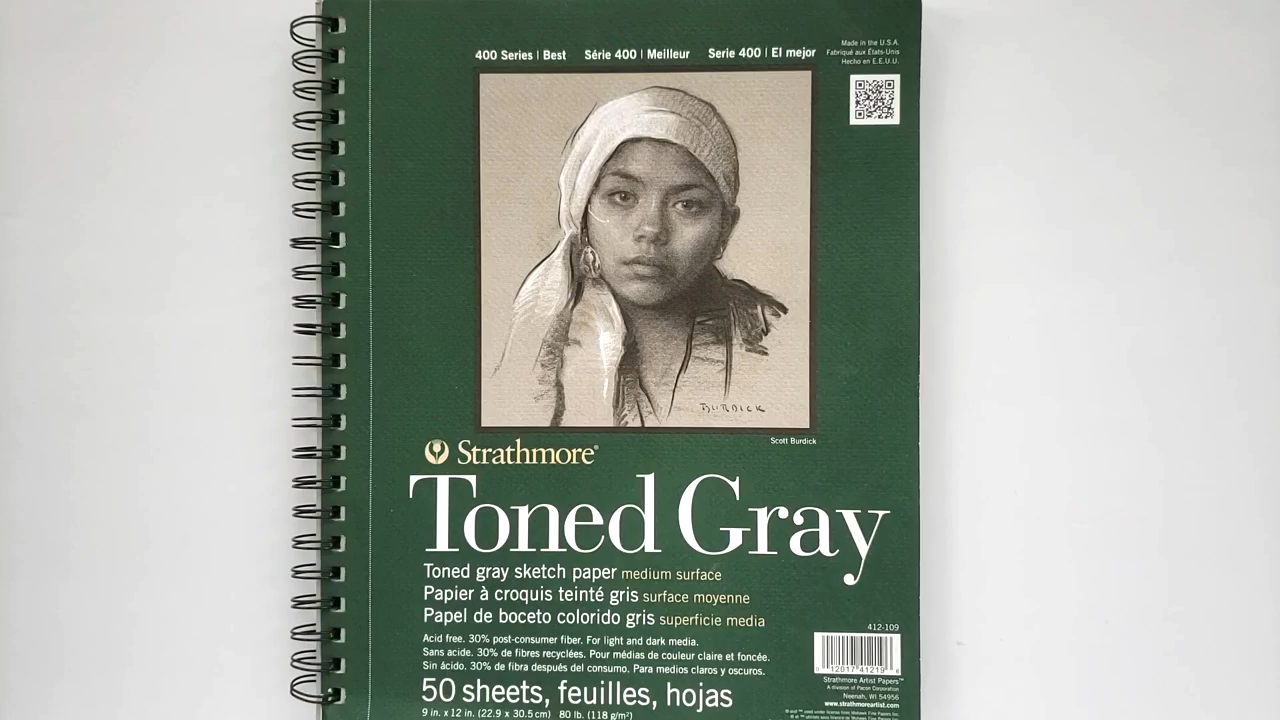 400 Series | Best Série 400 | Meilleur Serie 400 | El mejor
Made in the U.S.A.
Fabriqué aux États-Unis
Hecho en E.E.U.U.
BURDICK
Scott Burdick
Strathmore®
Toned Gray
Toned gray sketch paper medium surface
Papier à croquis teinté gris surface moyenne
Papel de boceto colorido gris superficie media
Acid free. 30% post-consumer fiber. For light and dark media.
Sans acide. 30% de fibres recyclées. Pour médias de couleur claire et foncée.
Sin ácido. 30% de fibra después del consumo. Para medios claros y oscuros.
50 sheets, feuilles, hojas
9 in. x 12 in. (22.9 x 30.5 cm) 80 lb. (118 g/m²)
412-109
0 12017 41219 8
Strathmore Artist Papers™
A division of Pacon Corporation
Neenah, WI 54956
www.strathmoreartist.com